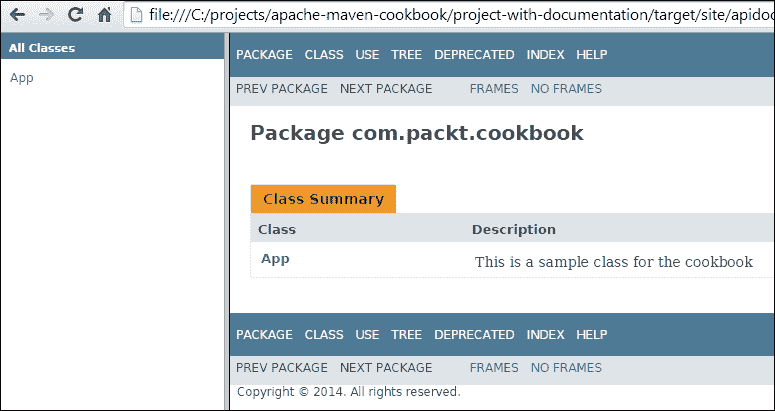 file:///C:/projects/apache-maven-cookbook/project-with-documentation/target/site/apidoc
All Classes
App
PACKAGE CLASS USE TREE DEPRECATED INDEX HELP
PREV PACKAGE NEXT PACKAGE FRAMES NO FRAMES
Package com.packt.cookbook
Class Summary
Class Description
App This is a sample class for the cookbook
PACKAGE CLASS USE TREE DEPRECATED INDEX HELP
PREV PACKAGE NEXT PACKAGE FRAMES NO FRAMES
Copyright © 2014. All rights reserved.